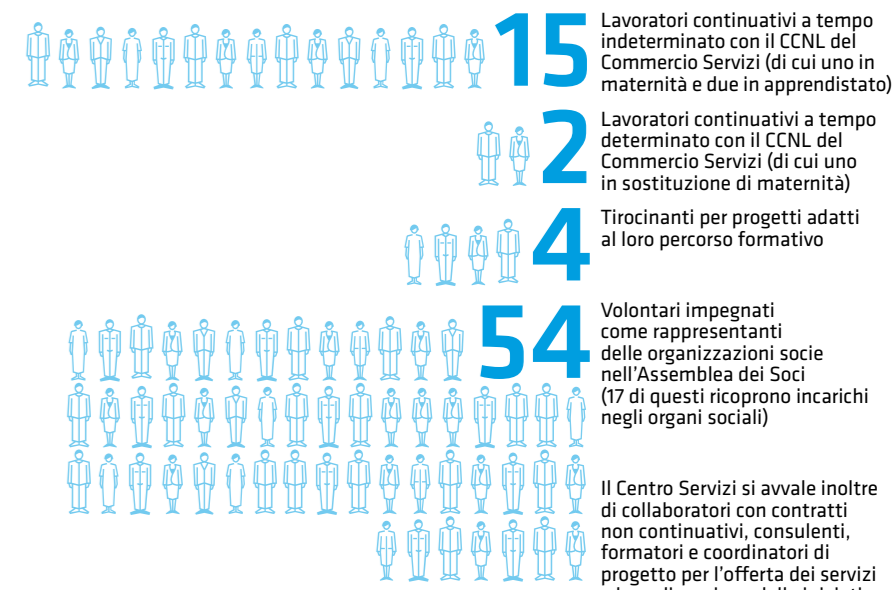 15
Lavoratori continuativi a tempo
indeterminato con il CCNL del
Commercio Servizi (di cui uno in
maternità e due in apprendistato)
2
Lavoratori continuativi a tempo
determinato con il CCNL del
Commercio Servizi (di cui uno
in sostituzione di maternità)
4
Tirocinanti per progetti adatti
al loro percorso formativo
54
Volontari impegnati
come rappresentanti
delle organizzazioni socie
nell'Assemblea dei Soci
(17 di questi ricoprono incarichi
negli organi sociali)
Il Centro Servizi si avvale inoltre
di collaboratori con contratti
non continuativi, consulenti,
formatori e coordinatori di
progetto per l'offerta dei servizi